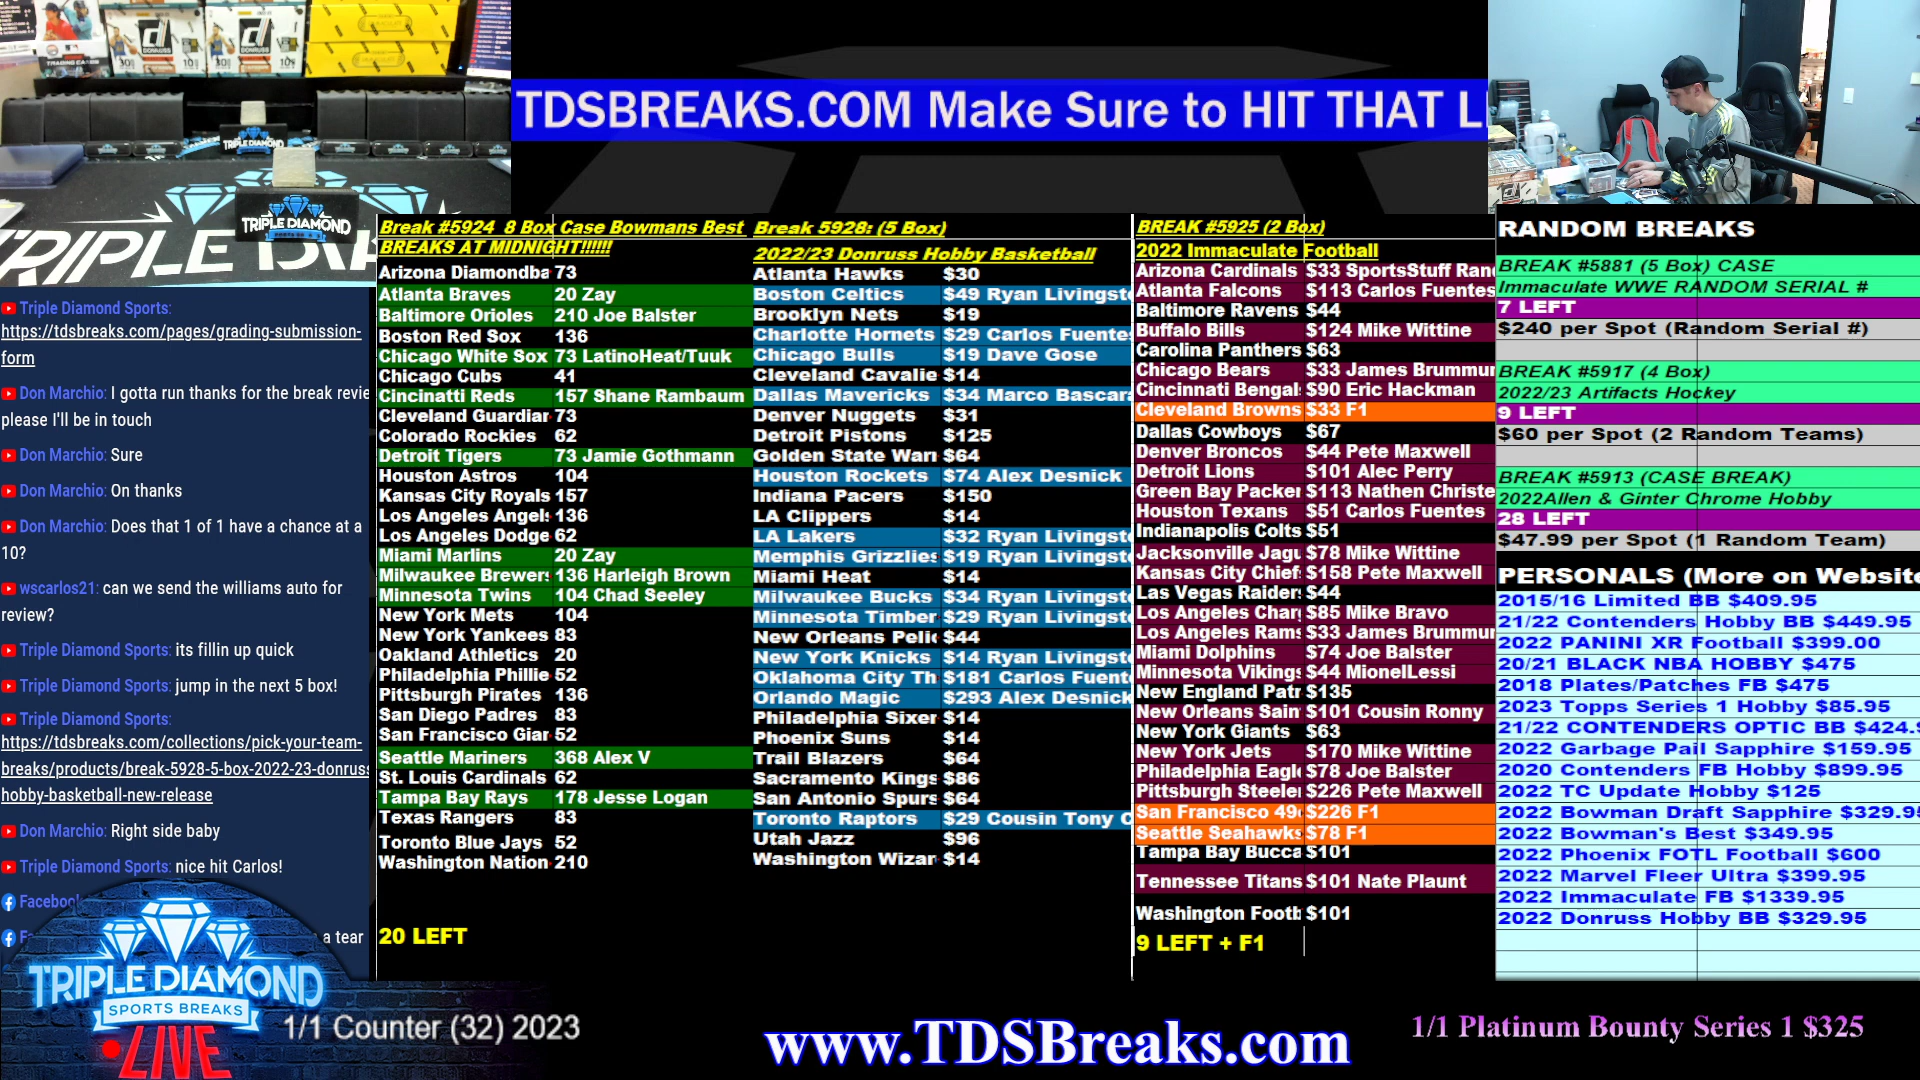 TDSBREAKS.COM Make Sure to HIT THAT L
DONRUSS
DONRUSS
TRIPLE DIAMOND
TRIPLE DIAMOND
TRIPLE DIA
Triple Diamond Sports:
https://tdsbreaks.com/pages/grading-submission-
form
Don Marchio: I gotta run thanks for the break revie
please I'll be in touch
Don Marchio: Sure
Don Marchio: On thanks
Don Marchio: Does that 1 of 1 have a chance at a
10?
wscarlos21: can we send the williams auto for
review?
Triple Diamond Sports: its fillin up quick
Triple Diamond Sports: jump in the next 5 box!
Triple Diamond Sports:
https://tdsbreaks.com/collections/pick-your-team-
breaks/products/break-5928-5-box-2022-23-donruss
hobby-basketball-new-release
Don Marchio: Right side baby
Triple Diamond Sports: nice hit Carlos!
Facebook
a tear
TRIPLE DIAMOND
SPORTS BREAKS
LIVE
Break #5924 8 Box Case Bowmans Best
BREAKS AT MIDNIGHT!!!!!!
Arizona Diamondba 73
Atlanta Braves 20 Zay
Baltimore Orioles 210 Joe Balster
Boston Red Sox 136
Chicago White Sox 73 LatinoHeat/Tuuk
Chicago Cubs 41
Cincinatti Reds 157 Shane Rambaum
Cleveland Guardian 73
Colorado Rockies 62
Detroit Tigers 73 Jamie Gothmann
Houston Astros 104
Kansas City Royals 157
Los Angeles Angels 136
Los Angeles Dodge 62
Miami Marlins 20 Zay
Milwaukee Brewers 136 Harleigh Brown
Minnesota Twins 104 Chad Seeley
New York Mets 104
New York Yankees 83
Oakland Athletics 20
Philadelphia Phillie 52
Pittsburgh Pirates 136
San Diego Padres 83
San Francisco Gian 52
Seattle Mariners 368 Alex V
St. Louis Cardinals 62
Tampa Bay Rays 178 Jesse Logan
Texas Rangers 83
Toronto Blue Jays 52
Washington Nation 210
20 LEFT
Break 5928: (5 Box)
2022/23 Donruss Hobby Basketball
Atlanta Hawks $30
Boston Celtics $49 Ryan Livingst
Brooklyn Nets $19
Charlotte Hornets $29 Carlos Fuentes
Chicago Bulls $19 Dave Gose
Cleveland Cavalie $14
Dallas Mavericks $34 Marco Bascar
Denver Nuggets $31
Detroit Pistons $125
Golden State Warr $64
Houston Rockets $74 Alex Desnick
Indiana Pacers $150
LA Clippers $14
LA Lakers $32 Ryan Livingst
Memphis Grizzlies $19 Ryan Livingst
Miami Heat $14
Milwaukee Bucks $34 Ryan Livingst
Minnesota Timber $29 Ryan Livingst
New Orleans Pelic $44
New York Knicks $14 Ryan Livingst
Oklahoma City Th $181 Carlos Fuent
Orlando Magic $293 Alex Desnick
Philadelphia Sixer $14
Phoenix Suns $14
Trail Blazers $64
Sacramento Kings $86
San Antonio Spurs $64
Toronto Raptors $29 Cousin Tony C
Utah Jazz $96
Washington Wizar $14
BREAK #5925 (2 Box)
2022 Immaculate Football
Arizona Cardinals $33 SportsStuff Ran
Atlanta Falcons $113 Carlos Fuentes
Baltimore Ravens $44
Buffalo Bills $124 Mike Wittine
Carolina Panthers $63
Chicago Bears $33 James Brummu
Cincinnati Bengal $90 Eric Hackman
Cleveland Browns $33 F1
Dallas Cowboys $67
Denver Broncos $44 Pete Maxwell
Detroit Lions $101 Alec Perry
Green Bay Packer $113 Nathen Christe
Houston Texans $51 Carlos Fuentes
Indianapolis Colts $51
Jacksonville Jagu $78 Mike Wittine
Kansas City Chief $158 Pete Maxwell
Las Vegas Raider $44
Los Angeles Char $85 Mike Bravo
Los Angeles Rams $33 James Brummu
Miami Dolphins $74 Joe Balster
Minnesota Vikings $44 MionelLessi
New England Patr $135
New Orleans Sain $101 Cousin Ronny
New York Giants $63
New York Jets $170 Mike Wittine
Philadelphia Eagl $78 Joe Balster
Pittsburgh Steeler $226 Pete Maxwell
San Francisco 49 $226 F1
Seattle Seahawks $78 F1
Tampa Bay Bucca $101
Tennessee Titans $101 Nate Plaunt
Washington Footb $101
9 LEFT + F1
RANDOM BREAKS
BREAK #5881 (5 Box) CASE
Immaculate WWE RANDOM SERIAL #
7 LEFT
$240 per Spot (Random Serial #)
BREAK #5917 (4 Box)
2022/23 Artifacts Hockey
9 LEFT
$60 per Spot (2 Random Teams)
BREAK #5913 (CASE BREAK)
2022Allen & Ginter Chrome Hobby
28 LEFT
$47.99 per Spot (1 Random Team)
PERSONALS (More on Website
2015/16 Limited BB $409.95
21/22 Contenders Hobby BB $449.95
2022 PANINI XR Football $399.00
20/21 BLACK NBA HOBBY $475
2018 Plates/Patches FB $475
2023 Topps Series 1 Hobby $85.95
21/22 CONTENDERS OPTIC BB $424.
2022 Garbage Pail Sapphire $159.95
2020 Contenders FB Hobby $899.95
2022 TC Update Hobby $125
2022 Bowman Draft Sapphire $329.95
2022 Bowman's Best $349.95
2022 Phoenix FOTL Football $600
2022 Marvel Fleer Ultra $399.95
2022 Immaculate FB $1339.95
2022 Donruss Hobby BB $329.95
1/1 Counter (32) 2023
www.TDSBreaks.com
1/1 Platinum Bounty Series 1 $325